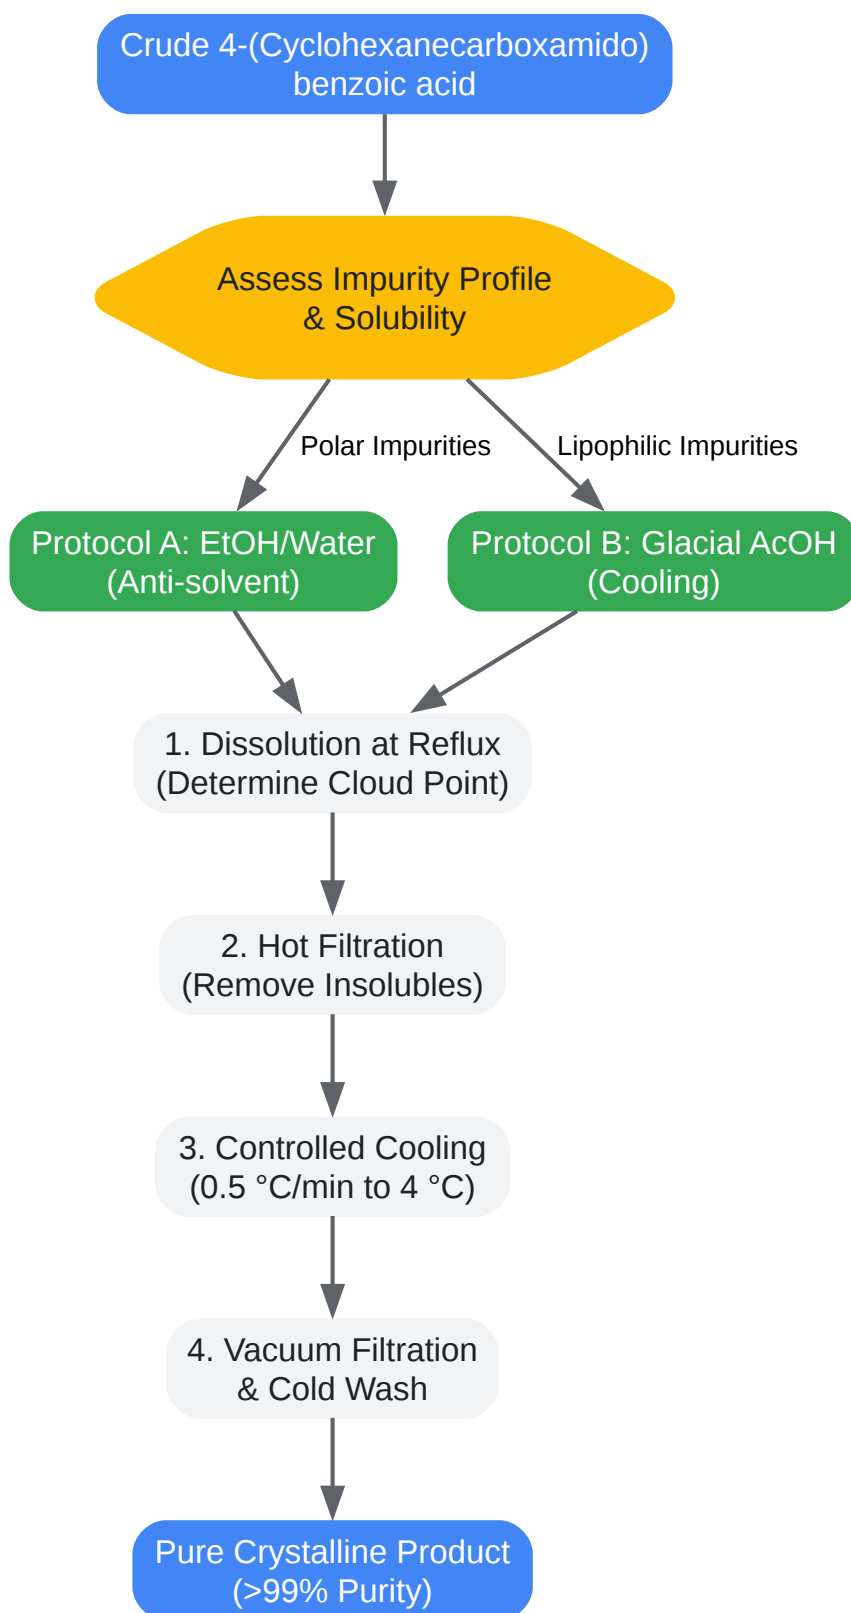 Crude 4-(Cyclohexanecarboxamido)
benzoic acid
Assess Impurity Profile
& Solubility
Polar Impurities
Lipophilic Impurities
Protocol A: EtOH/Water
(Anti-solvent)
Protocol B: Glacial AcOH
(Cooling)
1. Dissolution at Reflux
(Determine Cloud Point)
2. Hot Filtration
(Remove Insolubles)
3. Controlled Cooling
(0.5 °C/min to 4 °C)
4. Vacuum Filtration
& Cold Wash
Pure Crystalline Product
(>99% Purity)